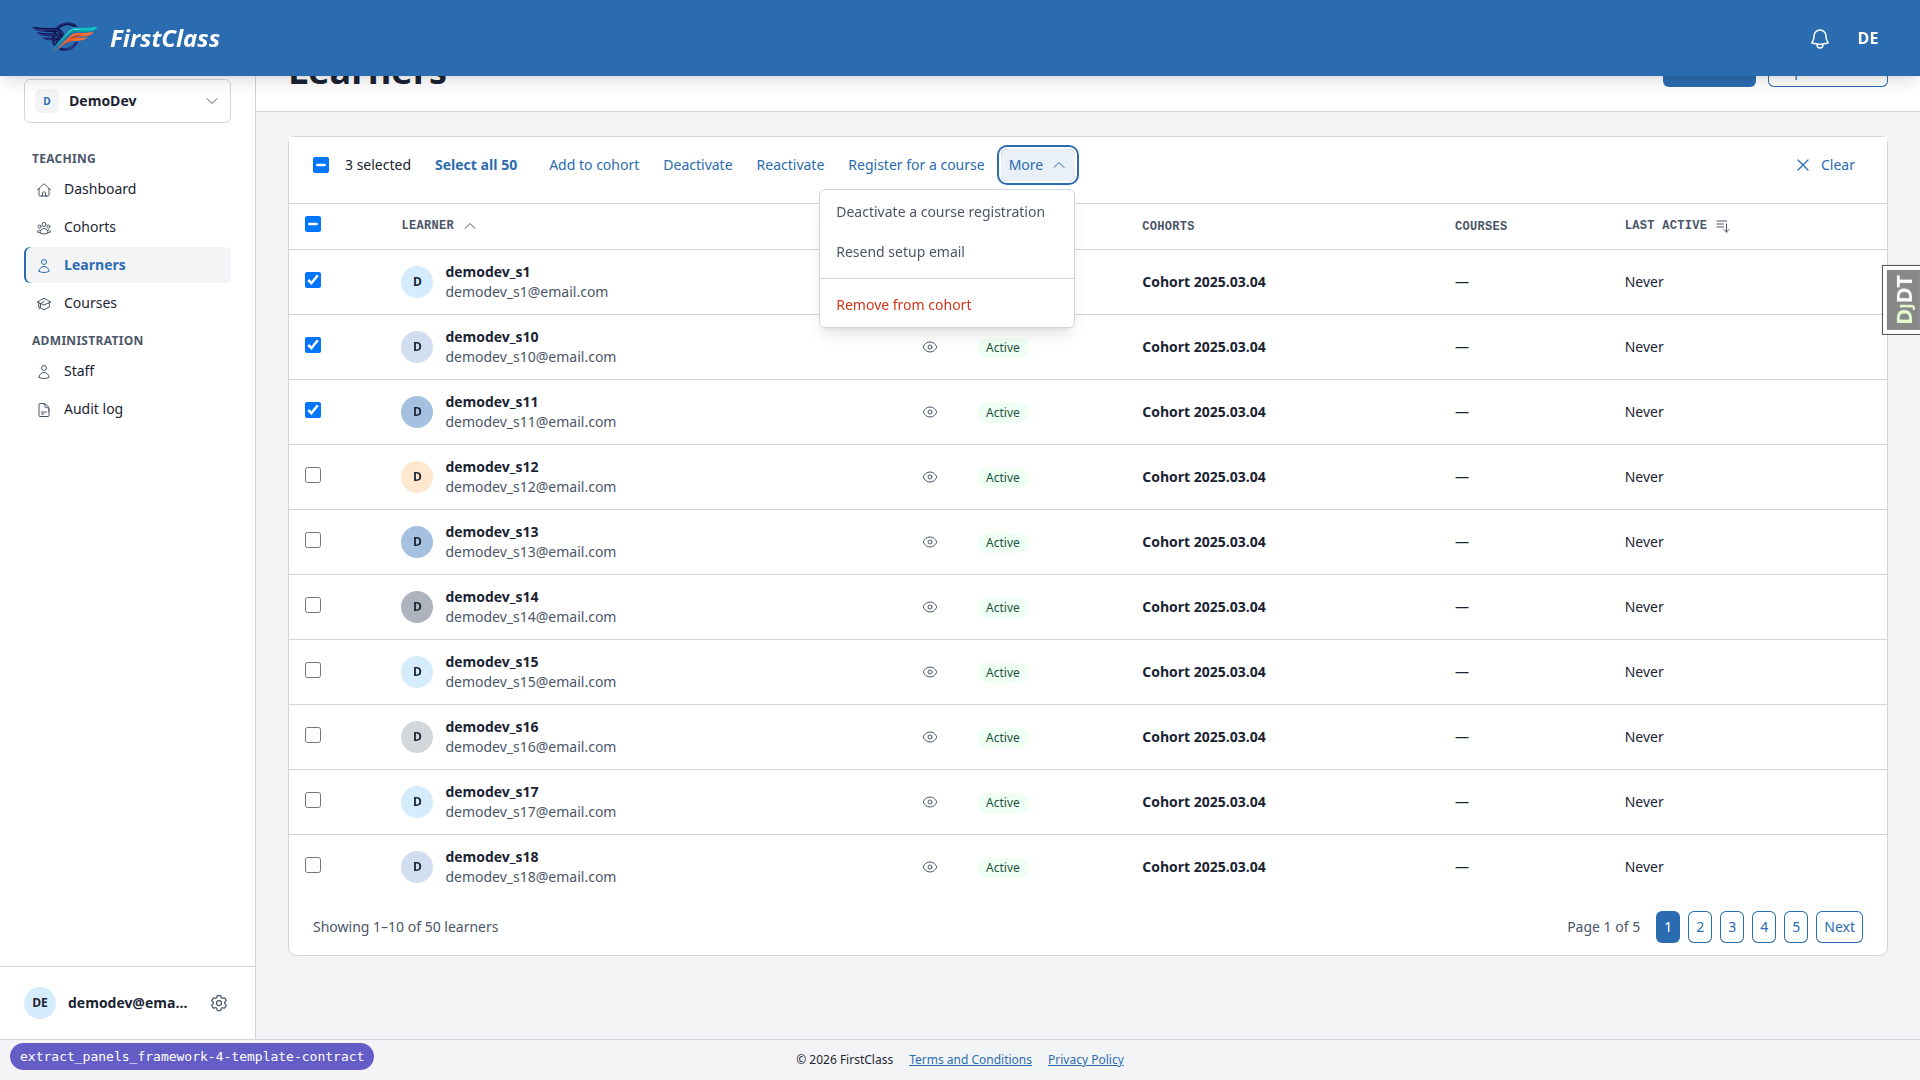 FirstClass
DE
Learners
D DemoDev
TEACHING
Dashboard
Cohorts
Learners
Courses
ADMINISTRATION
Staff
Audit log
3 selected Select all 50 Add to cohort Deactivate Reactivate Register for a course More Clear
Deactivate a course registration
Resend setup email
Remove from cohort
LEARNER COHORTS COURSES LAST ACTIVE
D demodev_s1 Cohort 2025.03.04 — Never
demodev_s1@email.com
D demodev_s10 Active Cohort 2025.03.04 — Never
demodev_s10@email.com
D demodev_s11 Active Cohort 2025.03.04 — Never
demodev_s11@email.com
D demodev_s12 Active Cohort 2025.03.04 — Never
demodev_s12@email.com
D demodev_s13 Active Cohort 2025.03.04 — Never
demodev_s13@email.com
D demodev_s14 Active Cohort 2025.03.04 — Never
demodev_s14@email.com
D demodev_s15 Active Cohort 2025.03.04 — Never
demodev_s15@email.com
D demodev_s16 Active Cohort 2025.03.04 — Never
demodev_s16@email.com
D demodev_s17 Active Cohort 2025.03.04 — Never
demodev_s17@email.com
D demodev_s18 Active Cohort 2025.03.04 — Never
demodev_s18@email.com
Showing 1–10 of 50 learners
Page 1 of 5 1 2 3 4 5 Next
DJDT
DE demodev@ema...
extract_panels_framework-4-template-contract
© 2026 FirstClass Terms and Conditions Privacy Policy